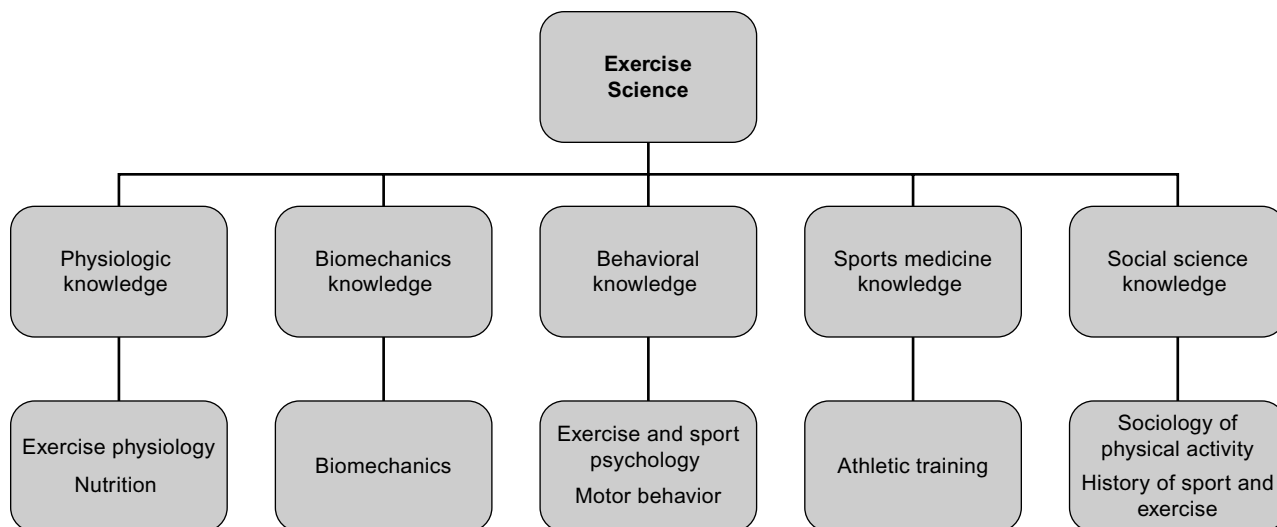 Exercise
Science
Physiologic
knowledge
Biomechanics
knowledge
Behavioral
knowledge
Sports medicine
knowledge
Social science
knowledge
Exercise physiology
Nutrition
Biomechanics
Exercise and sport
psychology
Motor behavior
Athletic training
Sociology of
physical activity
History of sport and
exercise